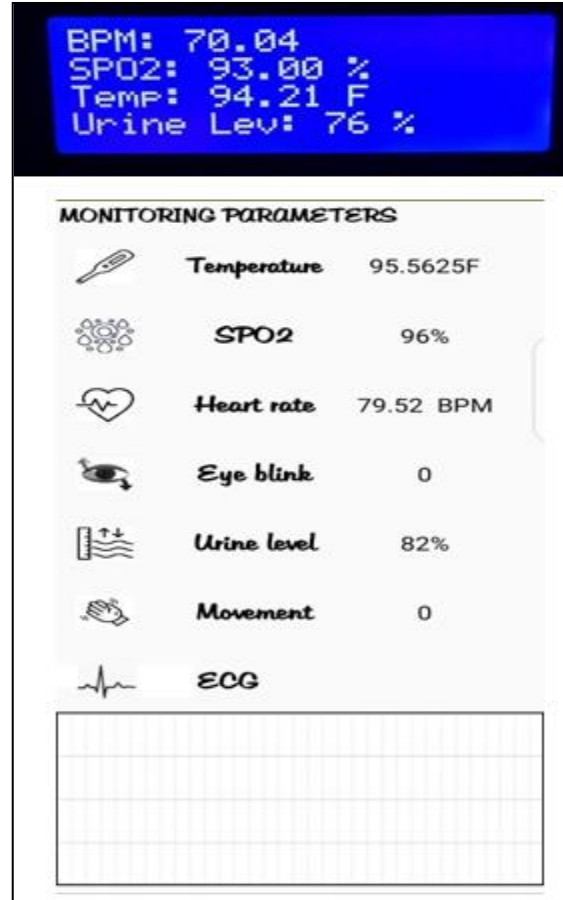 BPM: 70.04
SPO2: 93.00 %
Temp: 94.21 F
Urine Lev: 76 %
MONITORING PARAMETERS
Temperature 95.5625F
SPO2 96%
Heart rate 79.52 BPM
Eye blink 0
Urine level 82%
Movement 0
ECG